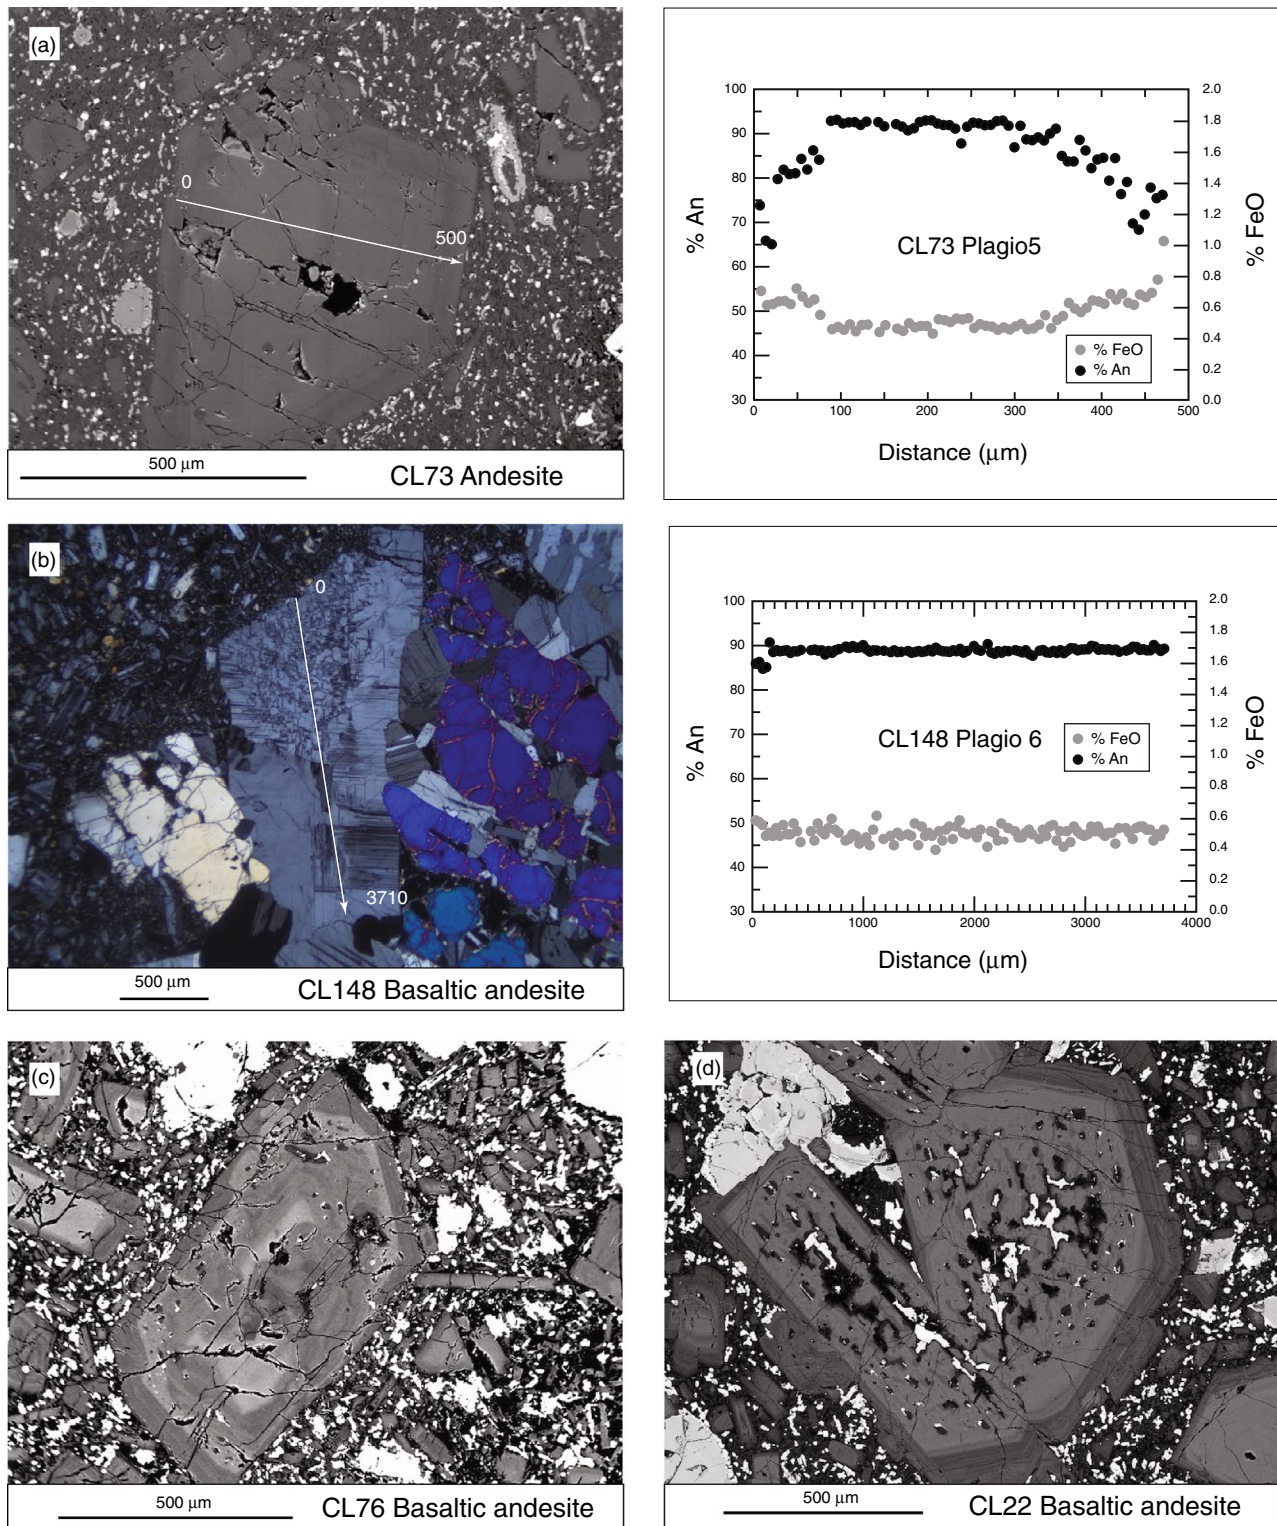 (a)
0
500
500 µm
CL73 Andesite
100
90
80
70
60
50
40
30
% An
2.0
1.8
1.6
1.4
1.2
1.0
0.8
0.6
0.4
0.2
0.0
% FeO
CL73 Plagio5
% FeO
% An
0 100 200 300 400 500
Distance (µm)
(b)
0
3710
500 µm
CL148 Basaltic andesite
100
90
80
70
60
50
40
30
% An
2.0
1.8
1.6
1.4
1.2
1.0
0.8
0.6
0.4
0.2
0.0
% FeO
CL148 Plagio 6
% FeO
% An
0 1000 2000 3000 4000
Distance (µm)
(c)
500 µm
CL76 Basaltic andesite
(d)
500 µm
CL22 Basaltic andesite